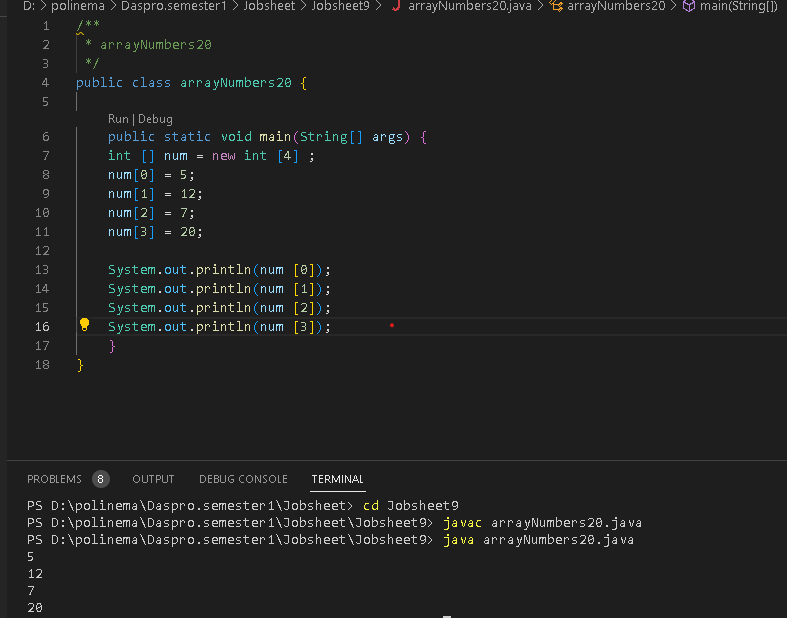 D: > polinema > Daspro.semester1 > Jobsheet > Jobsheet9 > J arrayNumbers20.java > arrayNumbers20 > main(String[])
1 /**
2 * arrayNumbers20
3 */
4 public class arrayNumbers20 {
5
Run | Debug
6 public static void main(String[] args) {
7 int [] num = new int [4] ;
8 num[0] = 5;
9 num[1] = 12;
10 num[2] = 7;
11 num[3] = 20;
12
13 System.out.println(num [0]);
14 System.out.println(num [1]);
15 System.out.println(num [2]);
16 System.out.println(num [3]);
17 }
18 }
PROBLEMS 8 OUTPUT DEBUG CONSOLE TERMINAL
PS D:\polinema\Daspro.semester1\Jobsheet> cd Jobsheet9
PS D:\polinema\Daspro.semester1\Jobsheet\Jobsheet9> javac arrayNumbers20.java
PS D:\polinema\Daspro.semester1\Jobsheet\Jobsheet9> java arrayNumbers20.java
5
12
7
20